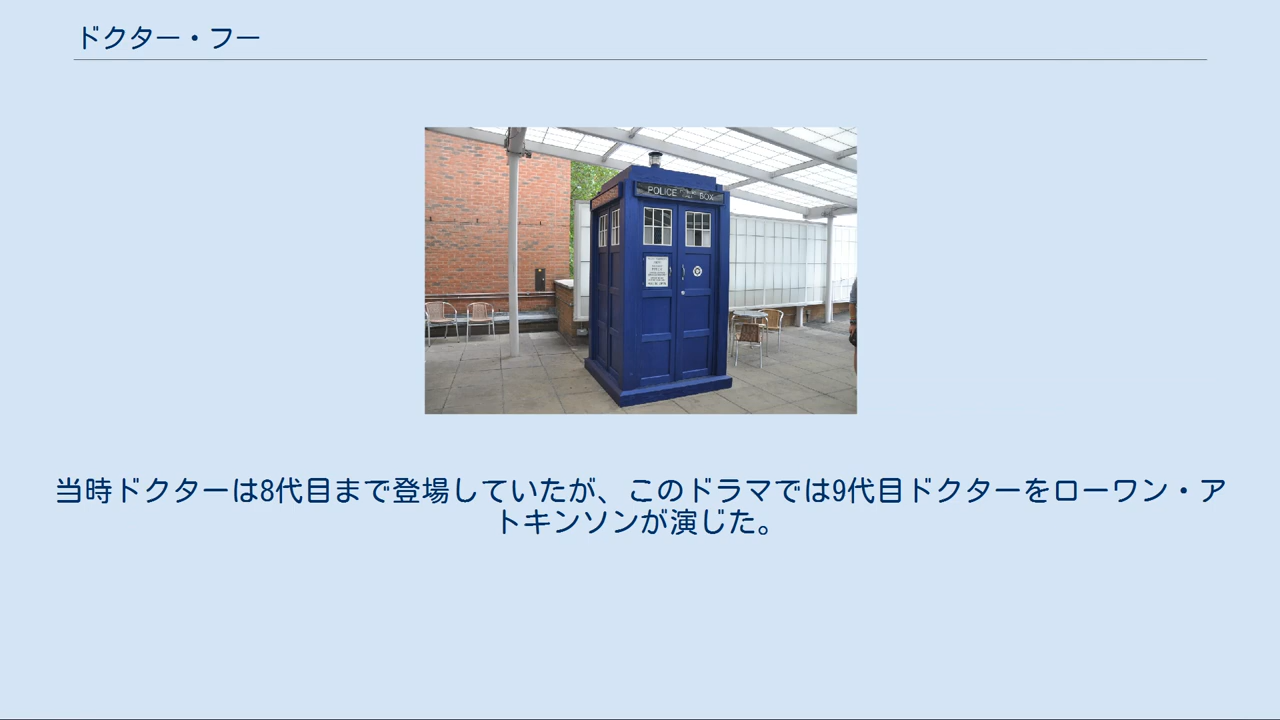 ドクター・フー
POLICE BOX
当時ドクターは8代目まで登場していたが、このドラマでは9代目ドクターをローワン・ア
トキンソンが演じた。